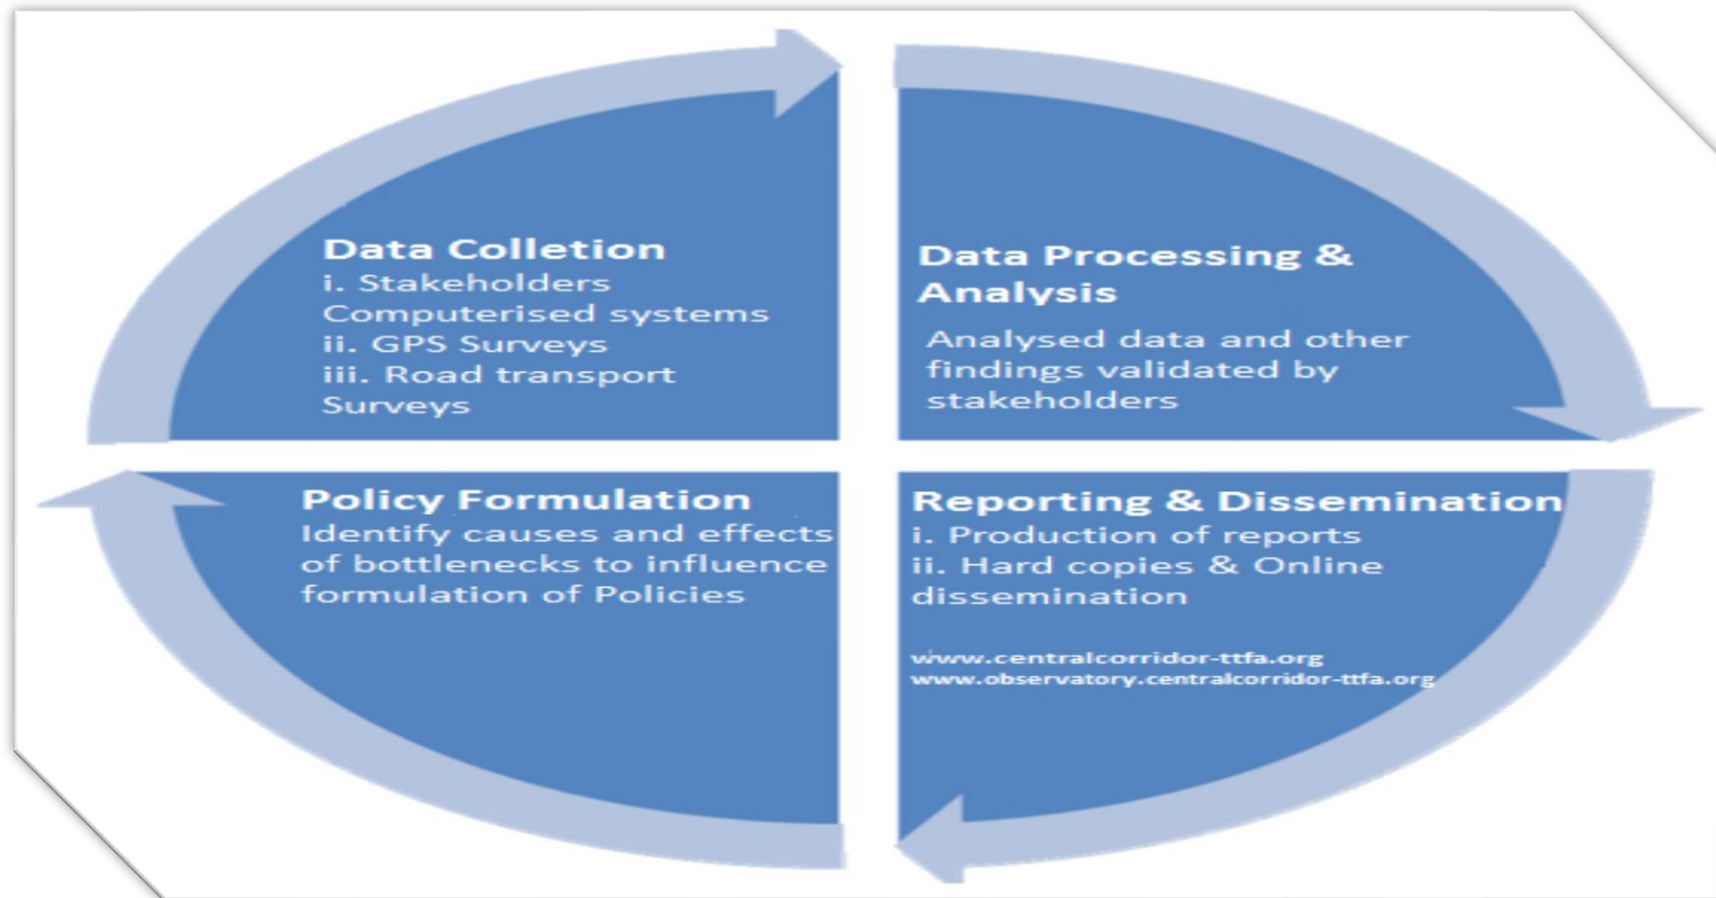 Data Colletion
i. Stakeholders
Computerised systems
ii. GPS Surveys
iii. Road transport
Surveys
Data Processing &
Analysis
Analysed data and other
findings validated by
stakeholders
Policy Formulation
Identify causes and effects
of bottlenecks to influence
formulation of Policies
Reporting & Dissemination
i. Production of reports
ii. Hard copies & Online
dissemination
www.centralcorridor-ttfa.org
www.observatory.centralcorridor-ttfa.org